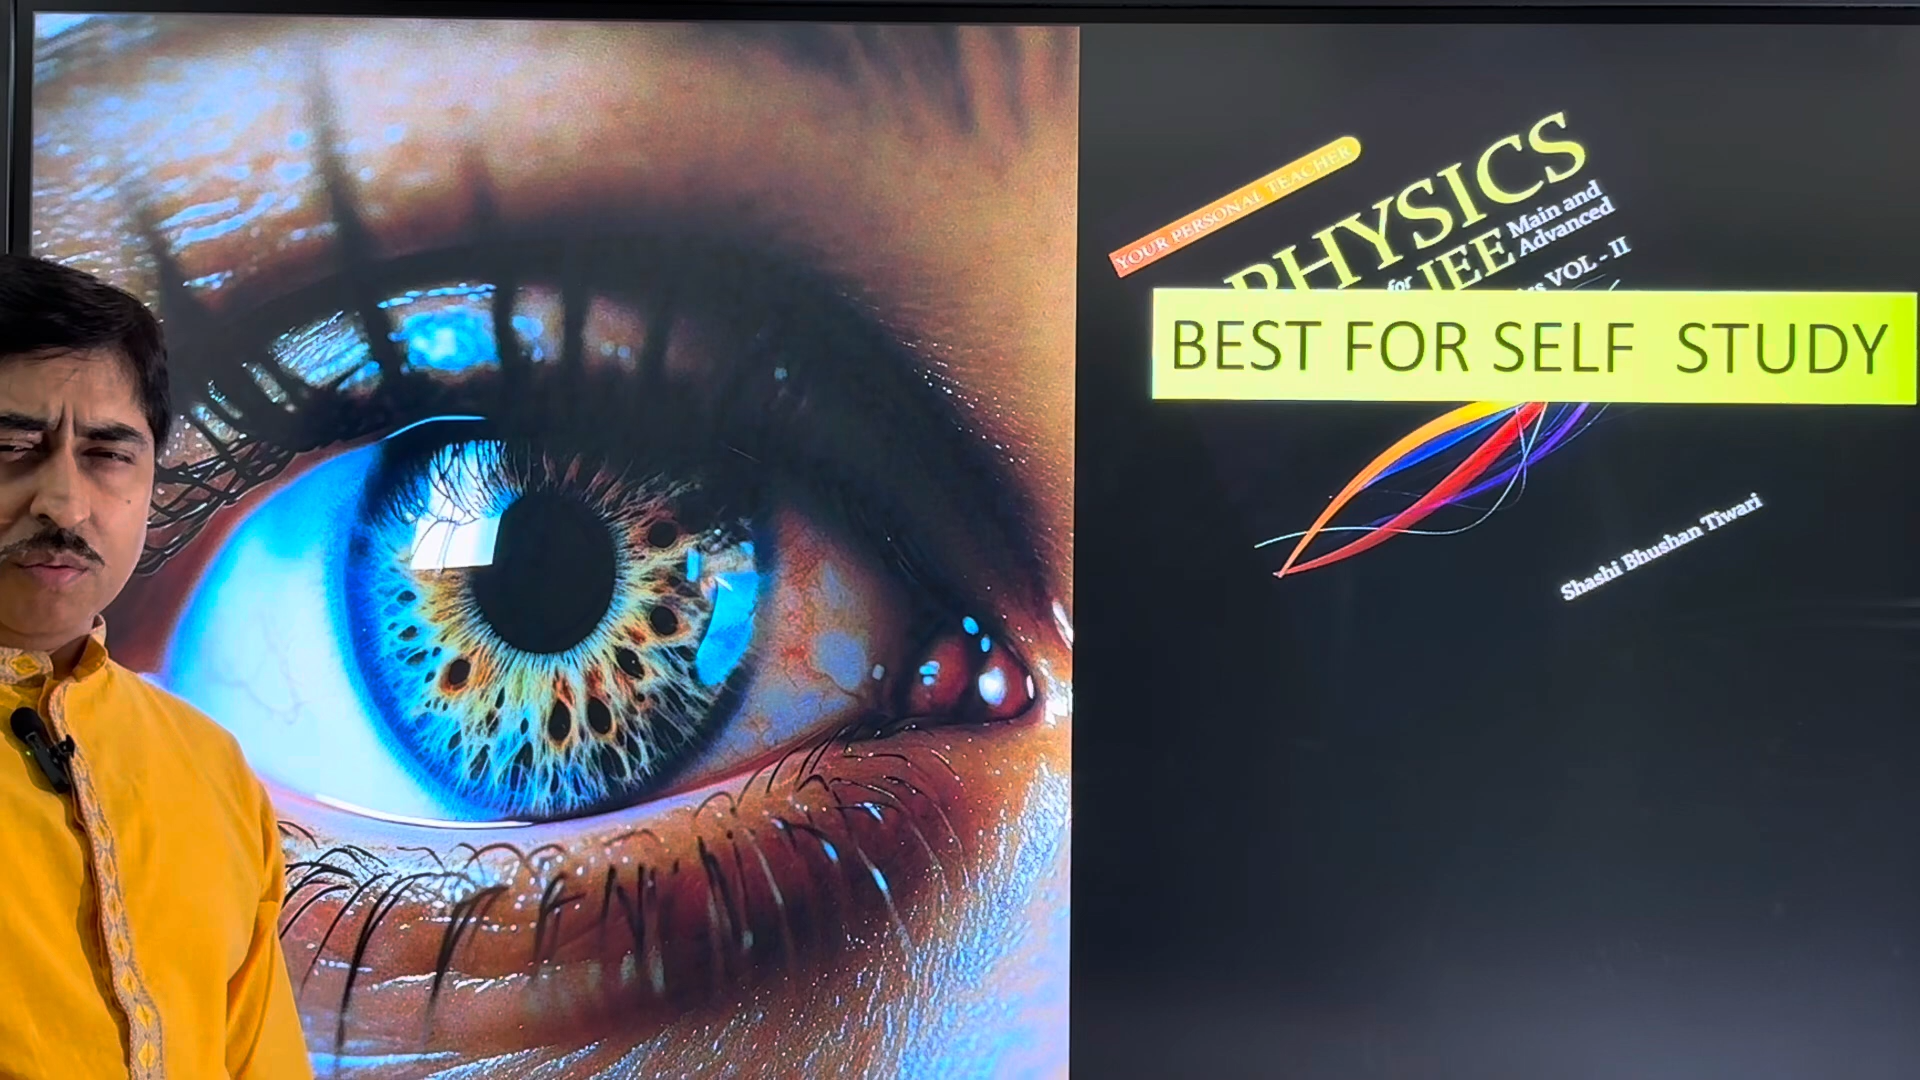 YOUR PERSONAL TEACHER
PHYSICS
for JEE Main and
Advanced
VOL - II
BEST FOR SELF STUDY
Shashi Bhushan Tiwari